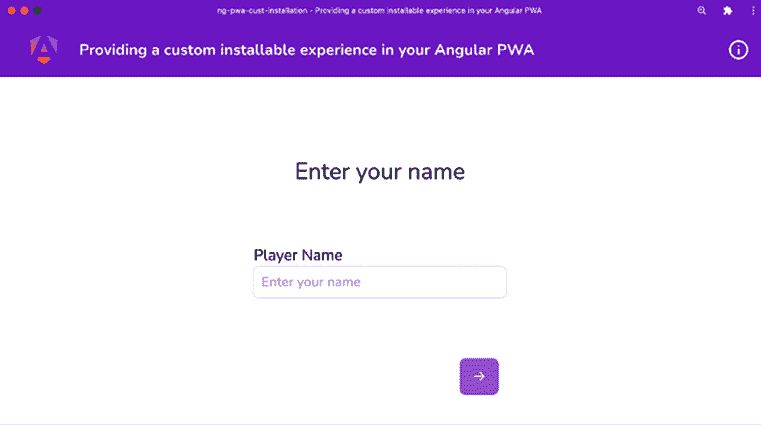 ng-pwa-cust-installation - Providing a custom installable experience in your Angular PWA
Providing a custom installable experience in your Angular PWA
Enter your name
Player Name
Enter your name